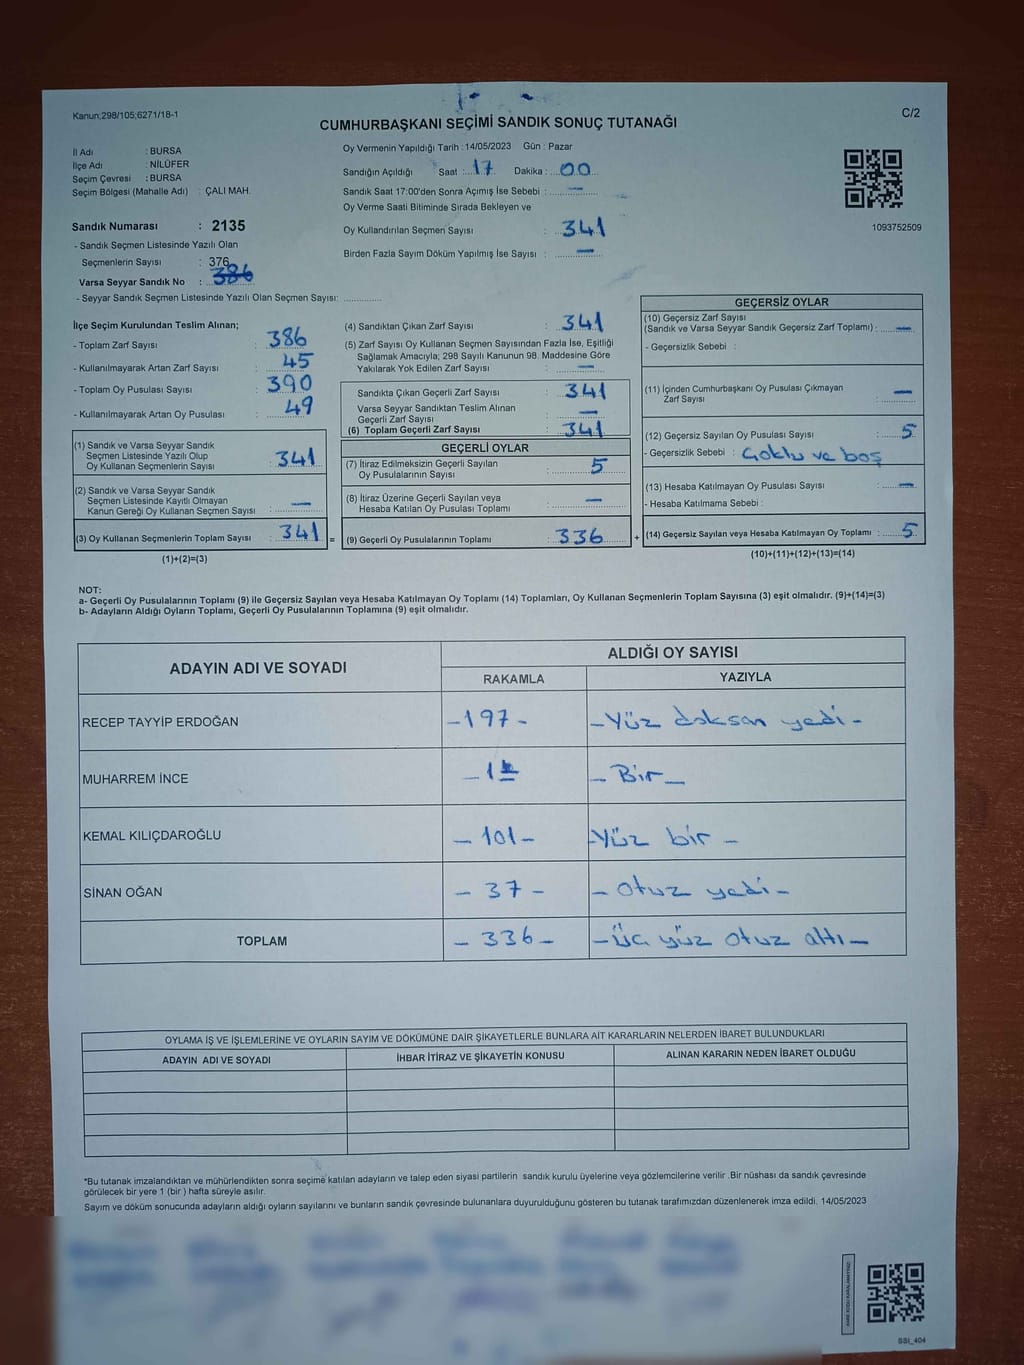 Kanun;298/105;6271/18-1
C/2
CUMHURBAŞKANI SEÇİMİ SANDIK SONUÇ TUTANAĞI
İl Adı : BURSA
İlçe Adı : NİLÜFER
Seçim Çevresi : BURSA
Seçim Bölgesi (Mahalle Adı) : ÇALI MAH.
Sandık Numarası : 2135
- Sandık Seçmen Listesinde Yazılı Olan
Seçmenlerin Sayısı : 376
Varsa Seyyar Sandık No :
- Seyyar Sandık Seçmen Listesinde Yazılı Olan Seçmen Sayısı: ............
Oy Vermenin Yapıldığı Tarih : 14/05/2023 Gün : Pazar
Sandığın Açıldığı Saat : 17 Dakika : 00
Sandık Saat 17:00'den Sonra Açımış İse Sebebi : —
Oy Verme Saati Bitiminde Sırada Bekleyen ve
Oy Kullandırılan Seçmen Sayısı : 341
Birden Fazla Sayım Döküm Yapılmış İse Sayısı : —
1093752509
İlçe Seçim Kurulundan Teslim Alınan;
- Toplam Zarf Sayısı : 386
- Kullanılmayarak Artan Zarf Sayısı : 45
- Toplam Oy Pusulası Sayısı : 390
- Kullanılmayarak Artan Oy Pusulası : 49
(1) Sandık ve Varsa Seyyar Sandık
Seçmen Listesinde Yazılı Olup
Oy Kullanan Seçmenlerin Sayısı : 341
(2) Sandık ve Varsa Seyyar Sandık
Seçmen Listesinde Kayıtlı Olmayan
Kanun Gereği Oy Kullanan Seçmen Sayısı : —
(3) Oy Kullanan Seçmenlerin Toplam Sayısı : 341 =
(1)+(2)=(3)
(4) Sandıktan Çıkan Zarf Sayısı : 341
(5) Zarf Sayısı Oy Kullanan Seçmen Sayısından Fazla İse, Eşitliği
Sağlamak Amacıyla; 298 Sayılı Kanunun 98. Maddesine Göre
Yakılarak Yok Edilen Zarf Sayısı : —
Sandıkta Çıkan Geçerli Zarf Sayısı : 341
Varsa Seyyar Sandıktan Teslim Alınan
Geçerli Zarf Sayısı : —
(6) Toplam Geçerli Zarf Sayısı : 341
GEÇERLİ OYLAR
(7) İtiraz Edilmeksizin Geçerli Sayılan
Oy Pusulalarının Sayısı : 5
(8) İtiraz Üzerine Geçerli Sayılan veya
Hesaba Katılan Oy Pusulası Toplamı : —
(9) Geçerli Oy Pusulalarının Toplamı : 336 +
GEÇERSİZ OYLAR
(10) Geçersiz Zarf Sayısı
(Sandık ve Varsa Seyyar Sandık Geçersiz Zarf Toplamı) : —
- Geçersizlik Sebebi :
(11) İçinden Cumhurbaşkanı Oy Pusulası Çıkmayan
Zarf Sayısı : —
(12) Geçersiz Sayılan Oy Pusulası Sayısı : 5
- Geçersizlik Sebebi : Çoklu ve boş
(13) Hesaba Katılmayan Oy Pusulası Sayısı : —
- Hesaba Katılmama Sebebi :
(14) Geçersiz Sayılan veya Hesaba Katılmayan Oy Toplamı : 5
(10)+(11)+(12)+(13)=(14)
NOT:
a- Geçerli Oy Pusulalarının Toplamı (9) ile Geçersiz Sayılan veya Hesaba Katılmayan Oy Toplamı (14) Toplamları, Oy Kullanan Seçmenlerin Toplam Sayısına (3) eşit olmalıdır. (9)+(14)=(3)
b- Adayların Aldığı Oyların Toplamı, Geçerli Oy Pusulalarının Toplamına (9) eşit olmalıdır.
ADAYIN ADI VE SOYADI ALDIĞI OY SAYISI
RAKAMLA YAZIYLA
RECEP TAYYİP ERDOĞAN -197- -Yüz doksan yedi-
MUHARREM İNCE -1 -Bir-
KEMAL KILIÇDAROĞLU -101- -Yüz bir-
SİNAN OĞAN -37- -Otuz yedi-
TOPLAM -336- -Üç yüz otuz altı-
OYLAMA İŞ VE İŞLEMLERİNE VE OYLARIN SAYIM VE DÖKÜMÜNE DAİR ŞİKAYETLERLE BUNLARA AİT KARARLARIN NELERDEN İBARET BULUNDUKLARI
ADAYIN ADI VE SOYADI İHBAR İTİRAZ VE ŞİKAYETİN KONUSU ALINAN KARARIN NEDEN İBARET OLDUĞU
*Bu tutanak imzalandıktan ve mühürlendikten sonra seçime katılan adayların ve talep eden siyasi partilerin sandık kurulu üyelerine veya gözlemcilerine verilir .Bir nüshası da sandık çevresinde
görülecek bir yere 1 (bir ) hafta süreyle asılır.
Sayım ve döküm sonucunda adayların aldığı oyların sayılarını ve bunların sandık çevresinde bulunanlara duyurulduğunu gösteren bu tutanak tarafımızdan düzenlenerek imza edildi. 14/05/2023
SSI_404